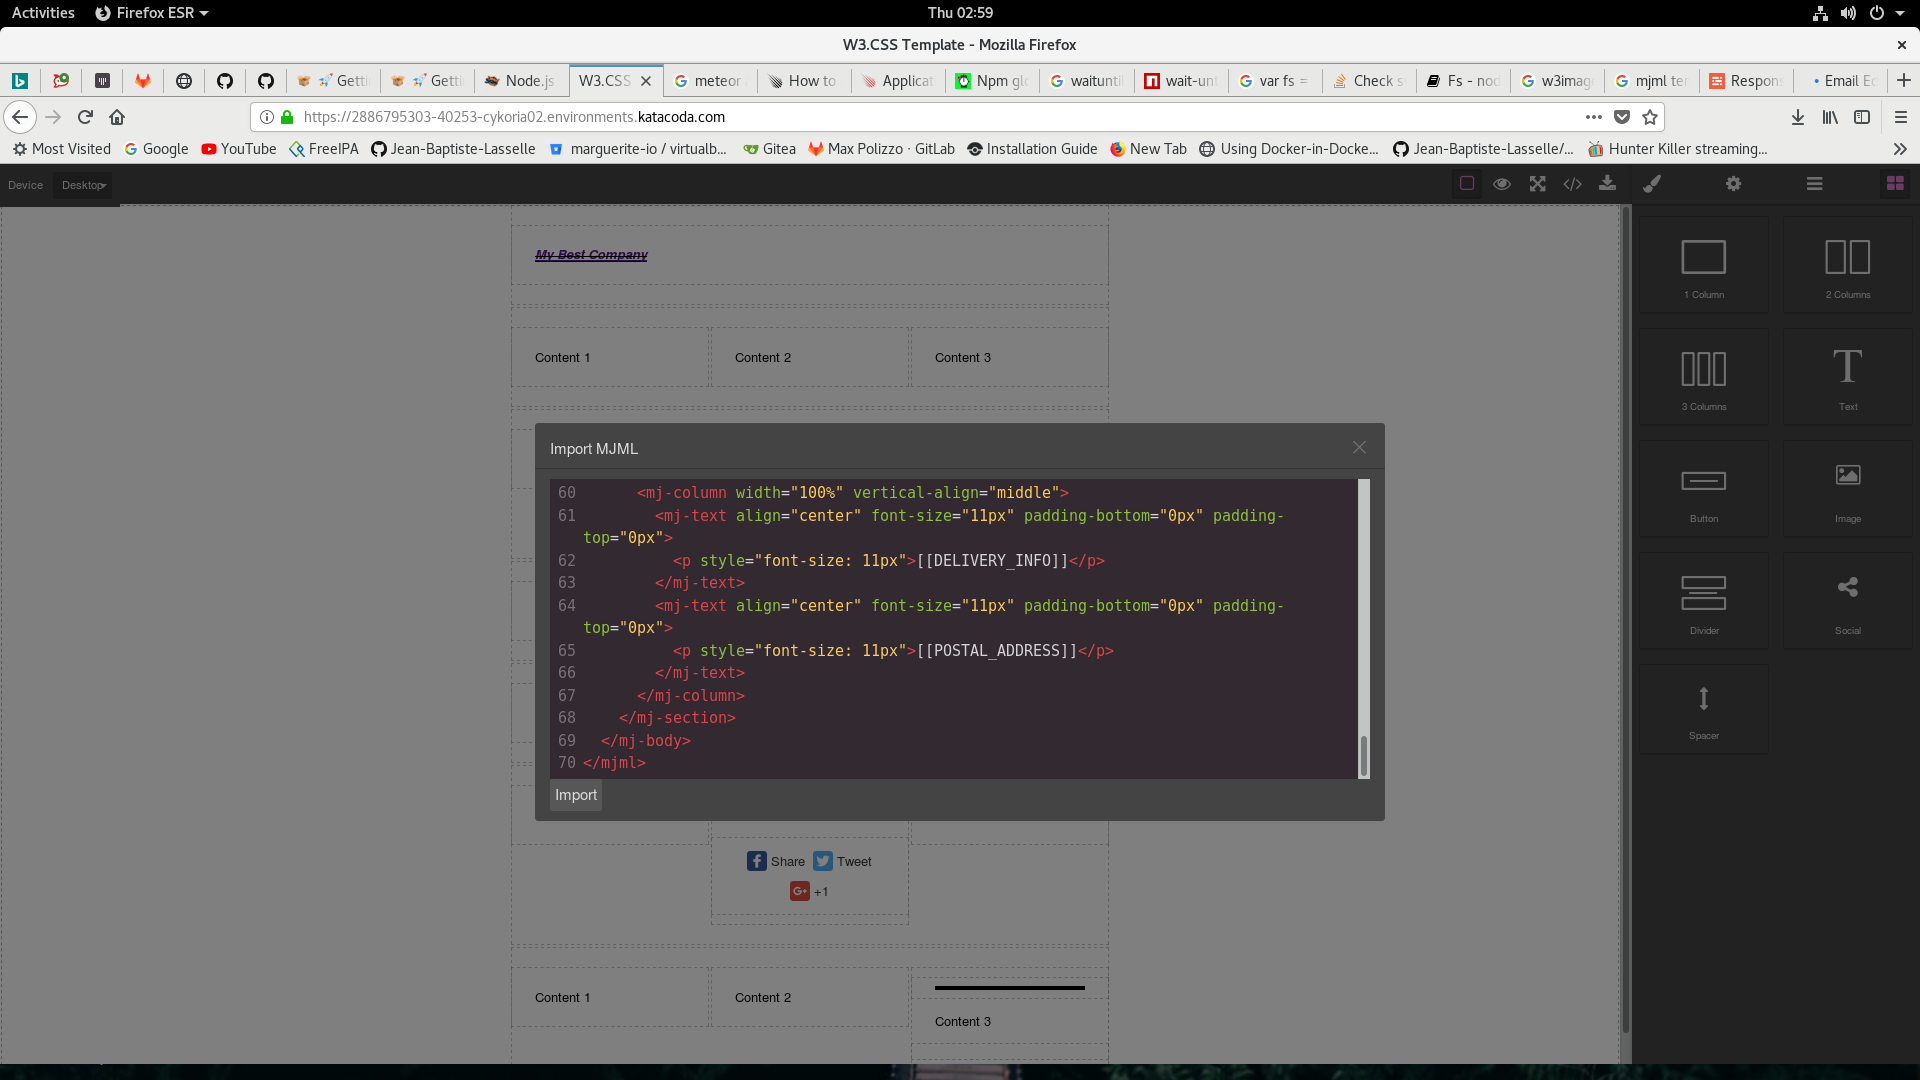 Activities Firefox ESR Thu 02:59
W3.CSS Template - Mozilla Firefox
Getti Getti Node.js W3.CSS meteor How to Applicat Npm glo waituntil wait-unt var fs = Check s Fs - nod w3imag mjml ter Respons Email Ed
https://2886795303-40253-cykoria02.environments.katacoda.com
Most Visited Google YouTube FreeIPA Jean-Baptiste-Lasselle marguerite-io / virtualb... Gitea Max Polizzo · GitLab Installation Guide New Tab Using Docker-in-Docke... Jean-Baptiste-Lasselle/... Hunter Killer streaming...
Device Desktop
My Best Company
Content 1 Content 2 Content 3
Import MJML
60 <mj-column width="100%" vertical-align="middle">
61 <mj-text align="center" font-size="11px" padding-bottom="0px" padding-
top="0px">
62 <p style="font-size: 11px">[[DELIVERY_INFO]]</p>
63 </mj-text>
64 <mj-text align="center" font-size="11px" padding-bottom="0px" padding-
top="0px">
65 <p style="font-size: 11px">[[POSTAL_ADDRESS]]</p>
66 </mj-text>
67 </mj-column>
68 </mj-section>
69 </mj-body>
70 </mjml>
Import
Share Tweet
+1
Content 1 Content 2
Content 3
1 Column 2 Columns
3 Columns Text
Button Image
Divider Social
Spacer